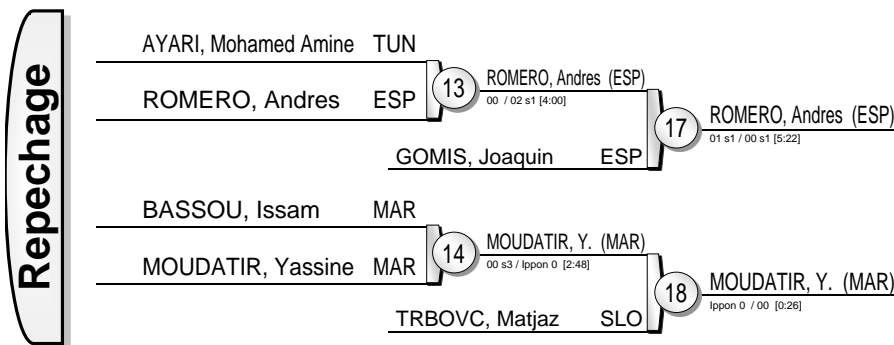 Repechage
AYARI, Mohamed Amine TUN
ROMERO, Andres ESP
13
ROMERO, Andres (ESP)
00 / 02 s1 [4:00]
GOMIS, Joaquin ESP
17
ROMERO, Andres (ESP)
01 s1 / 00 s1 [5:22]
BASSOU, Issam MAR
MOUDATIR, Yassine MAR
14
MOUDATIR, Y. (MAR)
00 s3 / Ippon 0 [2:48]
TRBOVC, Matjaz SLO
18
MOUDATIR, Y. (MAR)
Ippon 0 / 00 [0:26]